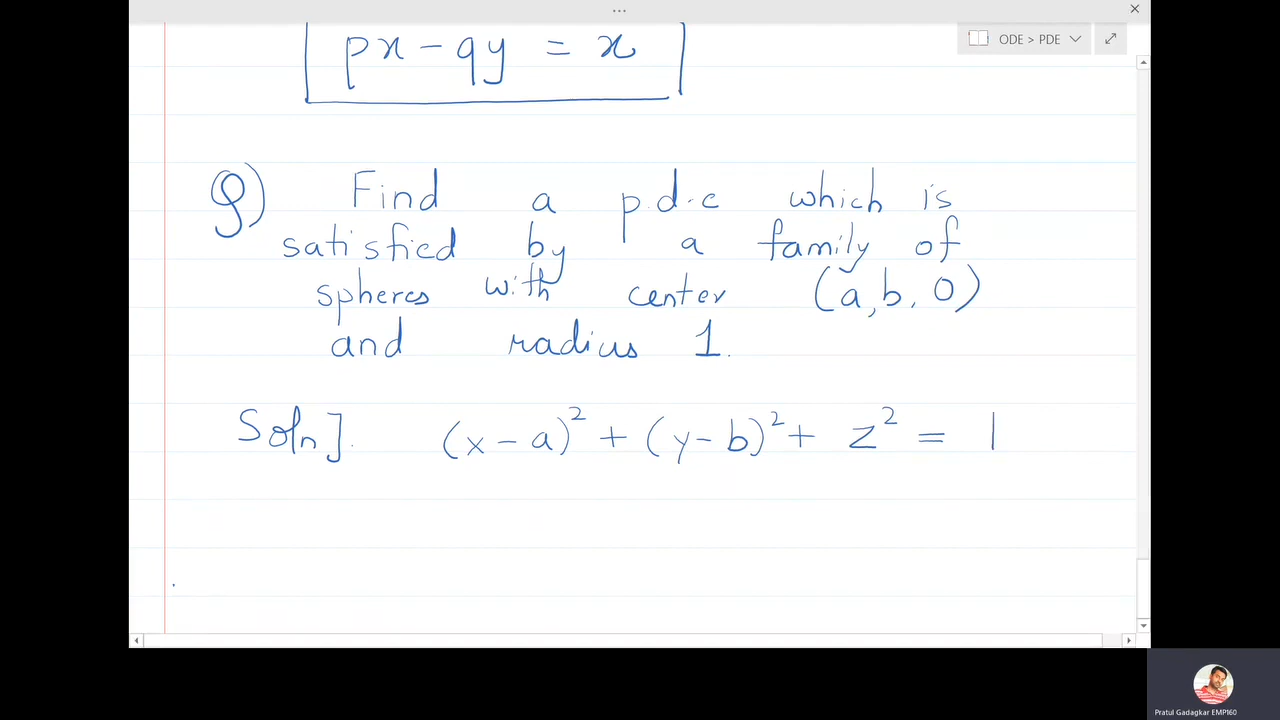 ...
ODE > PDE
px - qy = x
Q) Find a p.d.e which is
satisfied by a family of
spheres with center (a, b, 0)
and radius 1.
Soln]. (x - a)² + (y - b)² + z² = 1
Pratul Gadagkar EMP160